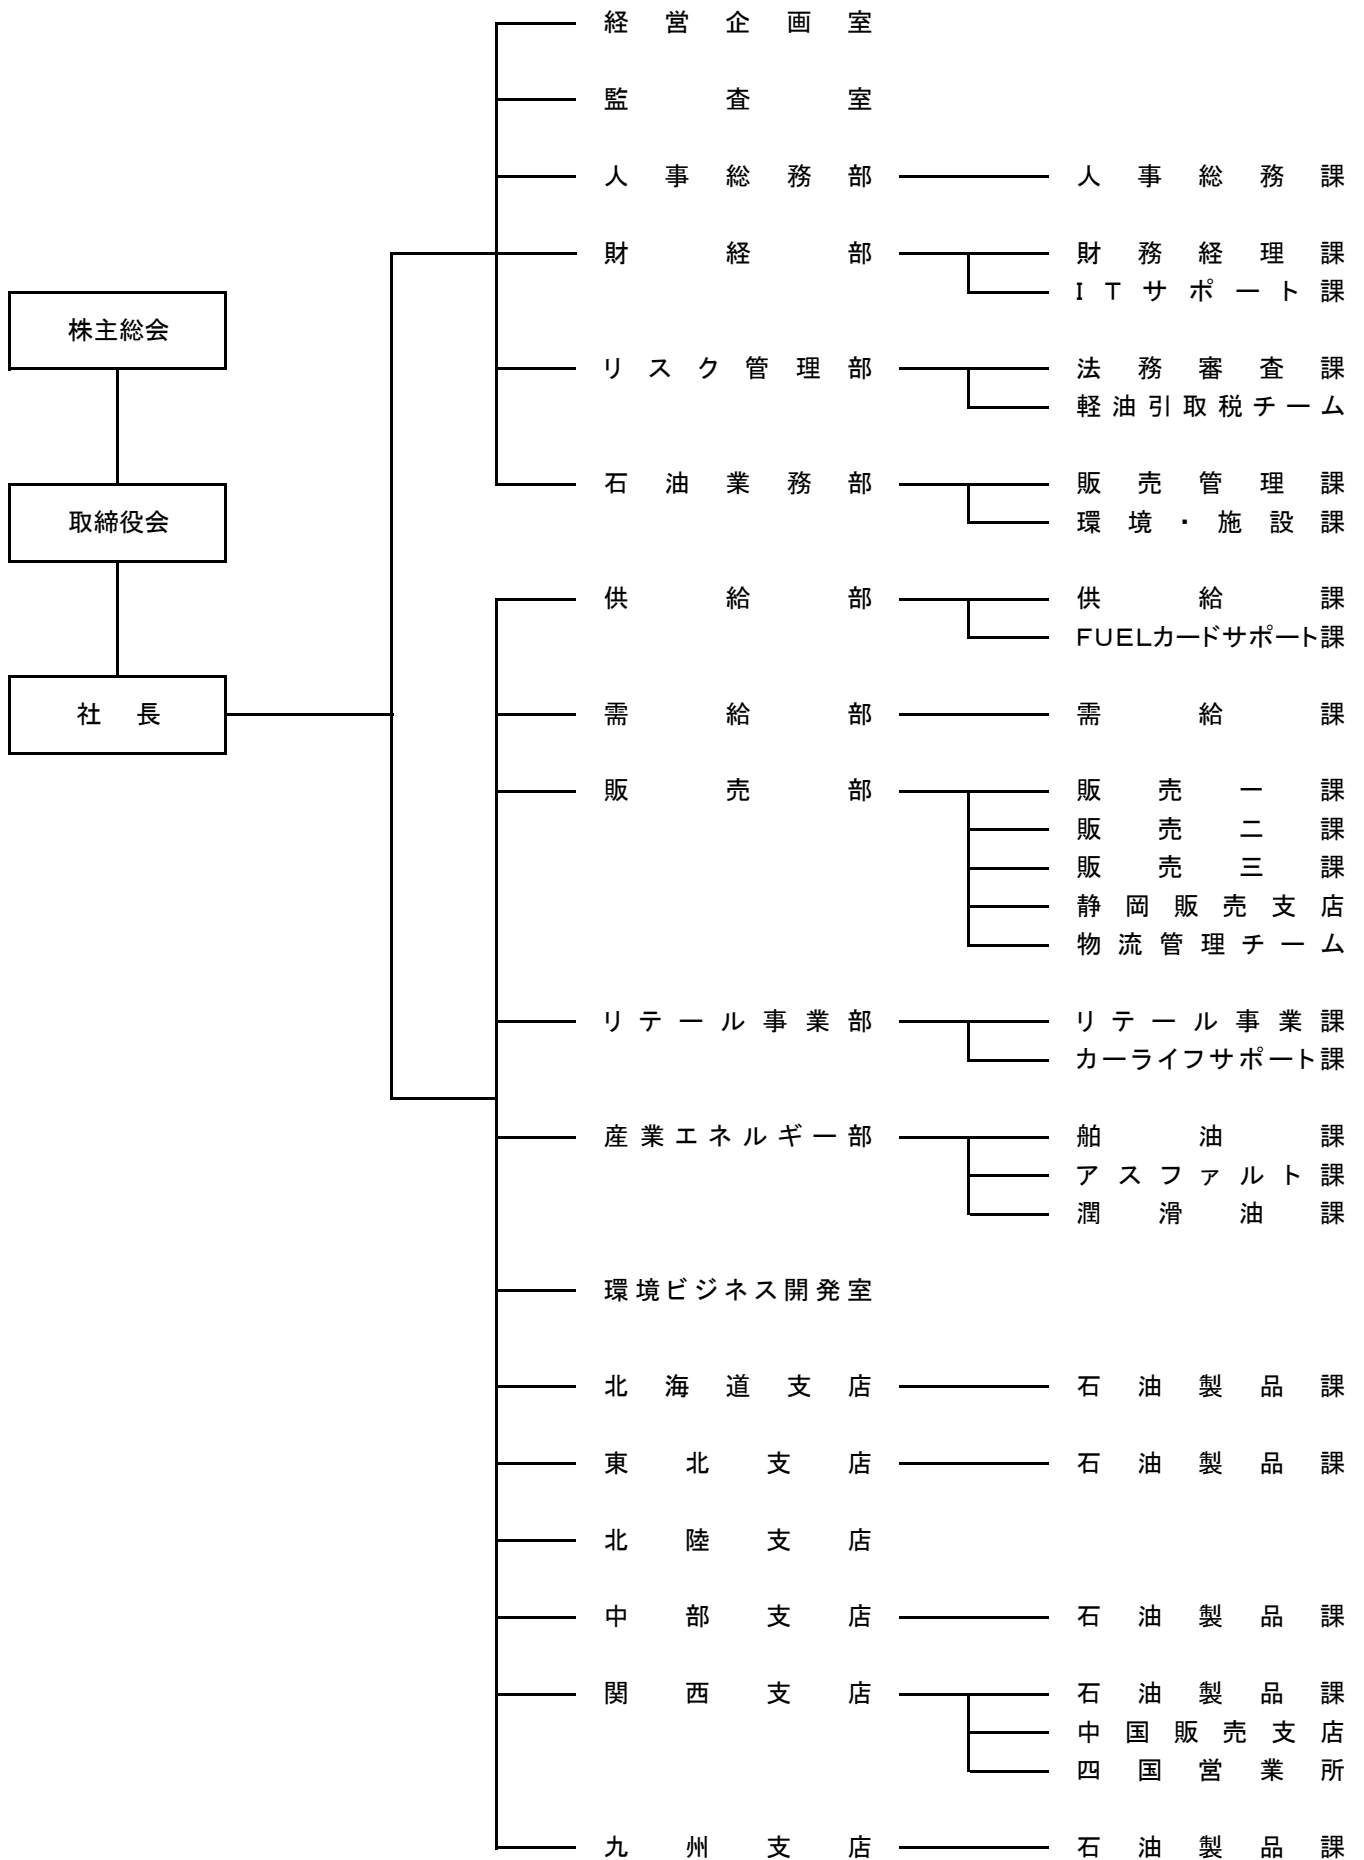 経営企画室
監査室
人事総務部 人事総務課
財経部 財務経理課
ＩＴサポート課
株主総会
リスク管理部 法務審査課
軽油引取税チーム
石油業務部 販売管理課
取締役会 環境・施設課
供給部 供給課
ＦＵＥＬカードサポート課
社長 需給部 需給課
販売部 販売一課
販売二課
販売三課
静岡販売支店
物流管理チーム
リテール事業部 リテール事業課
カーライフサポート課
産業エネルギー部 舶油課
アスファルト課
潤滑油課
環境ビジネス開発室
北海道支店 石油製品課
東北支店 石油製品課
北陸支店
中部支店 石油製品課
関西支店 石油製品課
中国販売支店
四国営業所
九州支店 石油製品課